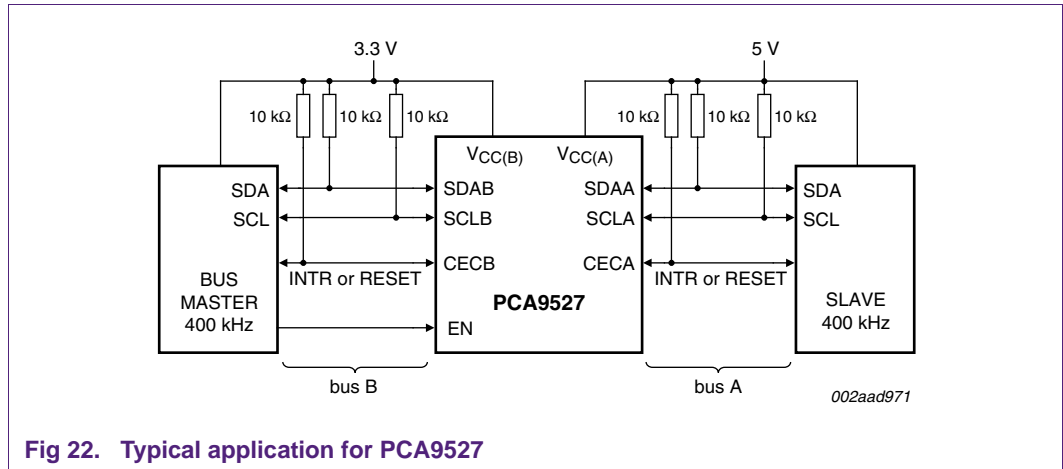 3.3 V
5 V
10 kΩ
10 kΩ
10 kΩ
10 kΩ
10 kΩ
10 kΩ
VCC(B)
VCC(A)
SDA
SDAB
SDAA
SDA
SCL
SCLB
SCLA
SCL
CECB
CECA
INTR or RESET
INTR or RESET
BUS
MASTER
400 kHz
PCA9527
SLAVE
400 kHz
EN
bus B
bus A
002aad971
Fig 22. Typical application for PCA9527